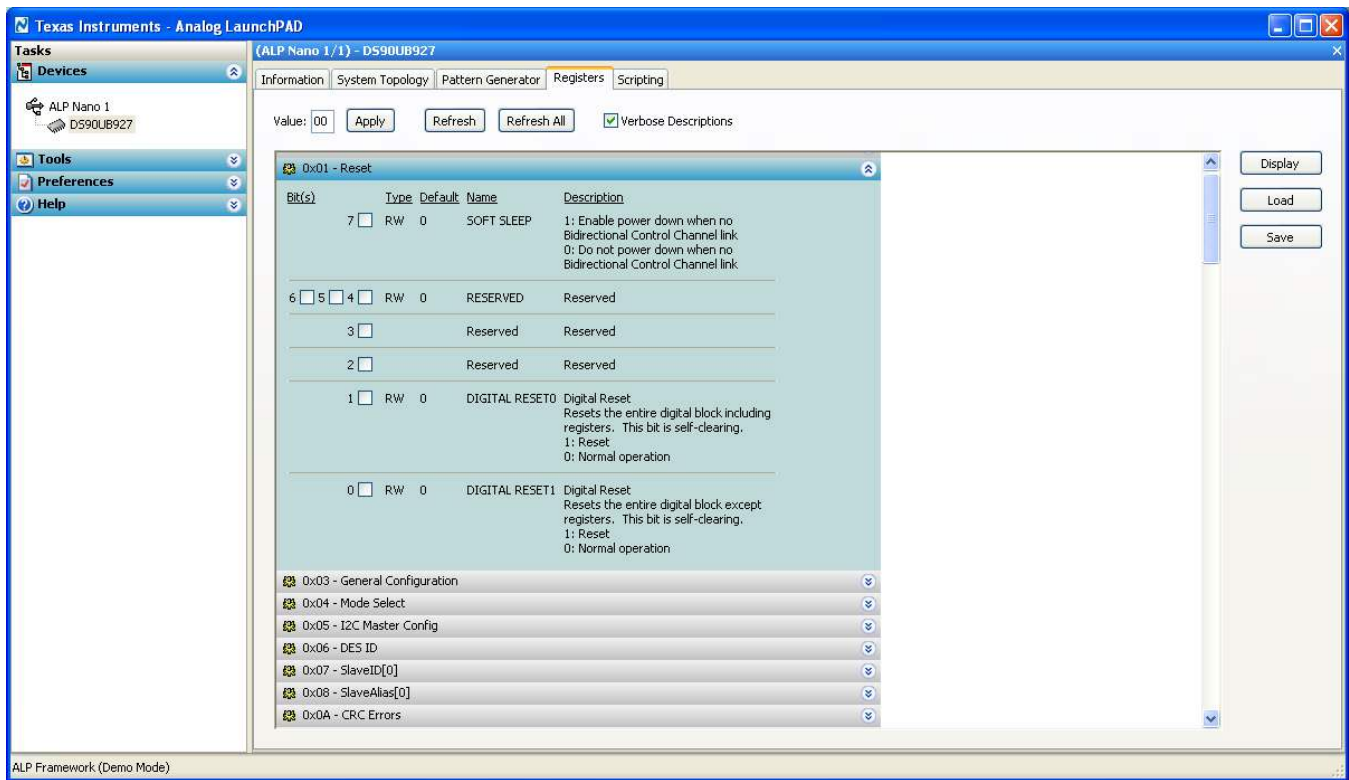 Texas Instruments - Analog LaunchPAD
Tasks
(ALP Nano 1/1) - DS90UB927
Devices
ALP Nano 1
DS90UB927
Tools
Preferences
Help
Information System Topology Pattern Generator Registers Scripting
Value: 00 Apply Refresh Refresh All Verbose Descriptions
Display
Load
Save
0x01 - Reset
Bit(s) Type Default Name Description
7 RW 0 SOFT SLEEP 1: Enable power down when no
Bidirectional Control Channel link
0: Do not power down when no
Bidirectional Control Channel link
6 5 4 RW 0 RESERVED Reserved
3 Reserved Reserved
2 Reserved Reserved
1 RW 0 DIGITAL RESET0 Digital Reset
Resets the entire digital block including
registers. This bit is self-clearing.
1: Reset
0: Normal operation
0 RW 0 DIGITAL RESET1 Digital Reset
Resets the entire digital block except
registers. This bit is self-clearing.
1: Reset
0: Normal operation
0x03 - General Configuration
0x04 - Mode Select
0x05 - I2C Master Config
0x06 - DES ID
0x07 - SlaveID[0]
0x08 - SlaveAlias[0]
0x0A - CRC Errors
ALP Framework (Demo Mode)